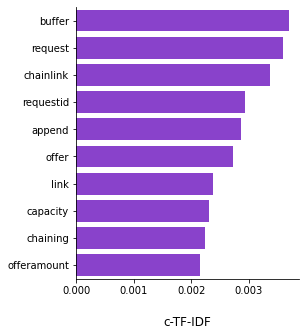 buffer
request
chainlink
requestid
append
offer
link
capacity
chaining
offeramount
0.000 0.001 0.002 0.003
c-TF-IDF